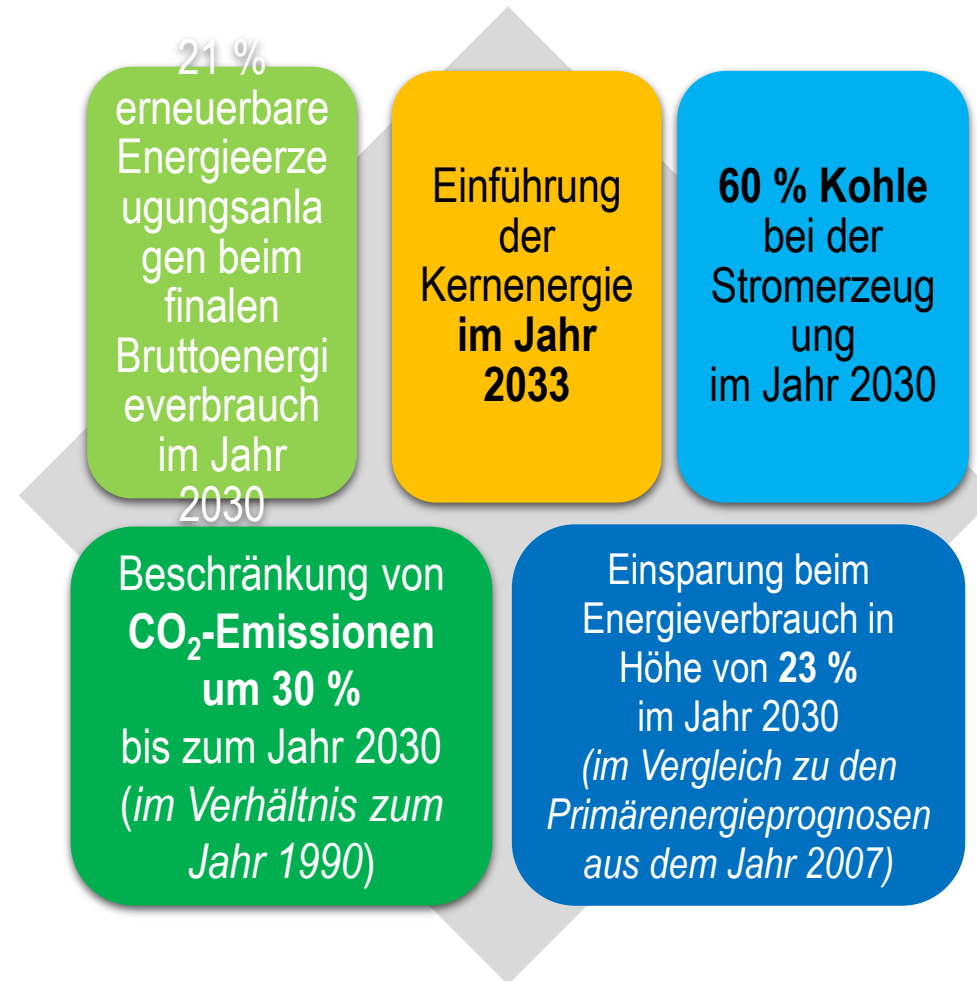 21 %
erneuerbare
Energieerze
ugungsanla
gen beim
finalen
Bruttoenergi
everbrauch
im Jahr
2030
Einführung
der
Kernenergie
im Jahr
2033
60 % Kohle
bei der
Stromerzeug
ung
im Jahr 2030
Beschränkung von
CO₂-Emissionen
um 30 %
bis zum Jahr 2030
(im Verhältnis zum
Jahr 1990)
Einsparung beim
Energieverbrauch in
Höhe von 23 %
im Jahr 2030
(im Vergleich zu den
Primärenergieprognosen
aus dem Jahr 2007)